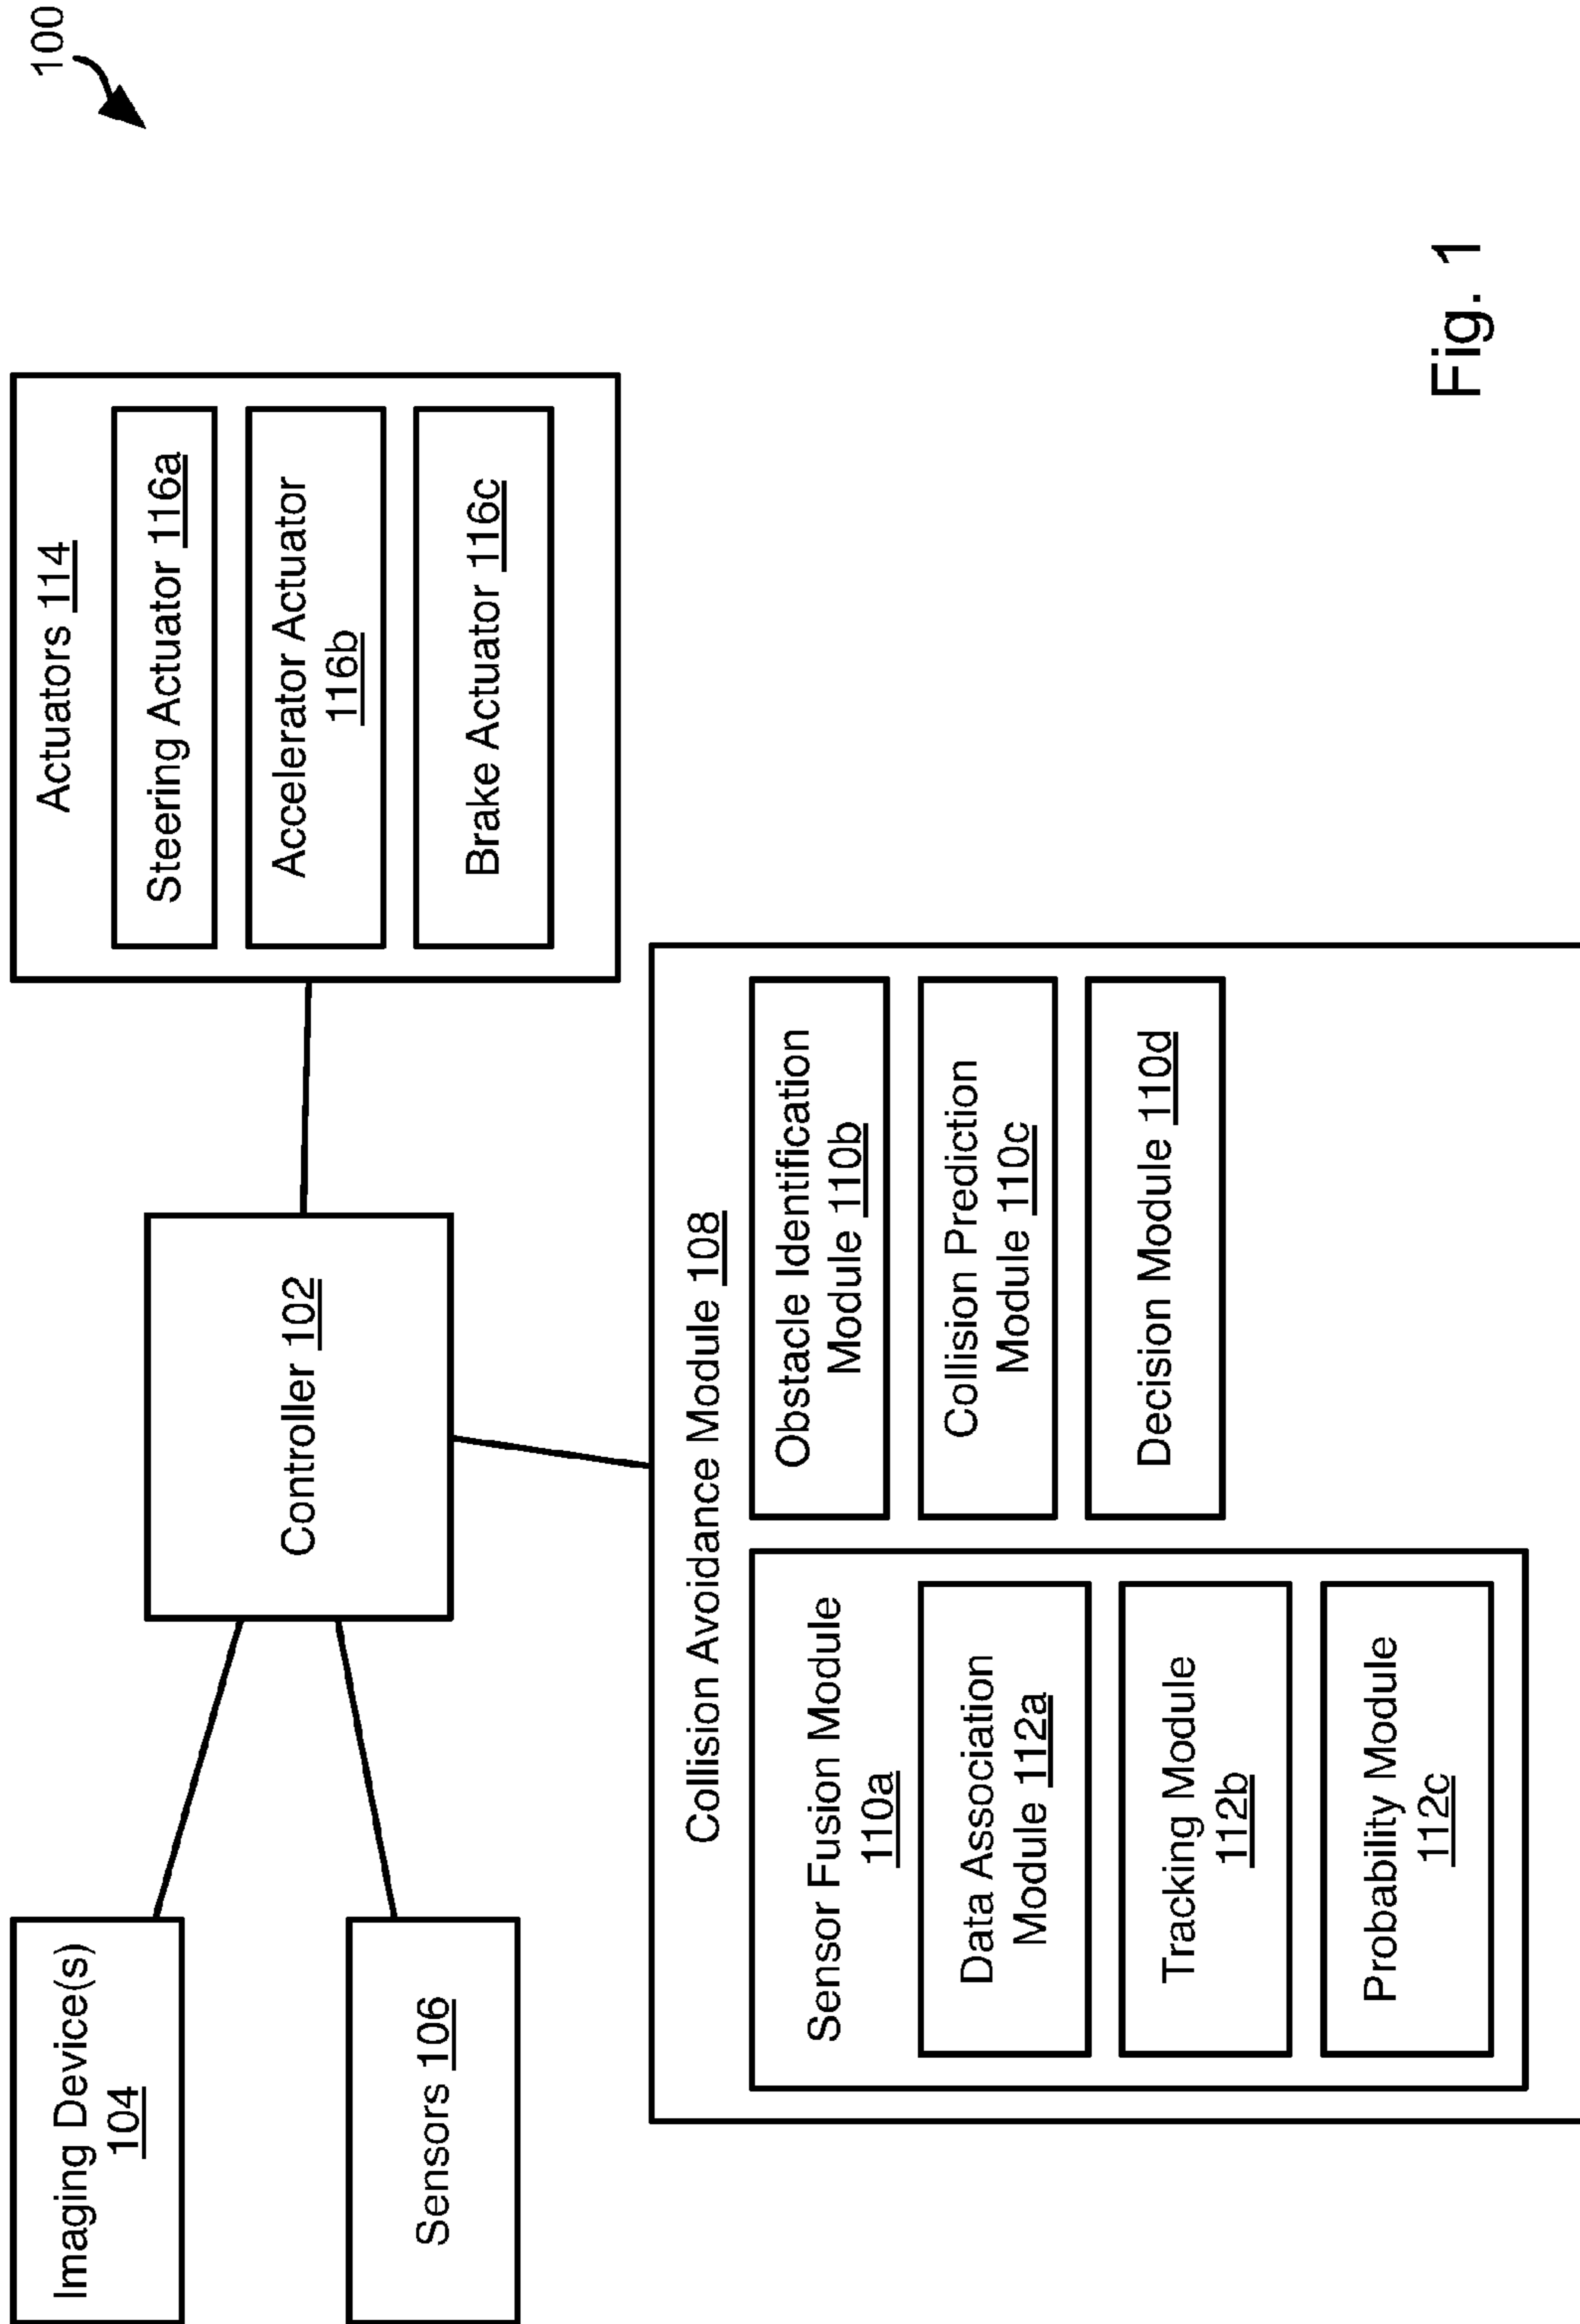 100
Imaging Device(s)
104
Sensors 106
Controller 102
Actuators 114
Steering Actuator 116a
Accelerator Actuator
116b
Brake Actuator 116c
Collision Avoidance Module 108
Sensor Fusion Module
110a
Data Association
Module 112a
Tracking Module
112b
Probability Module
112c
Obstacle Identification
Module 110b
Collision Prediction
Module 110c
Decision Module 110d
Fig. 1